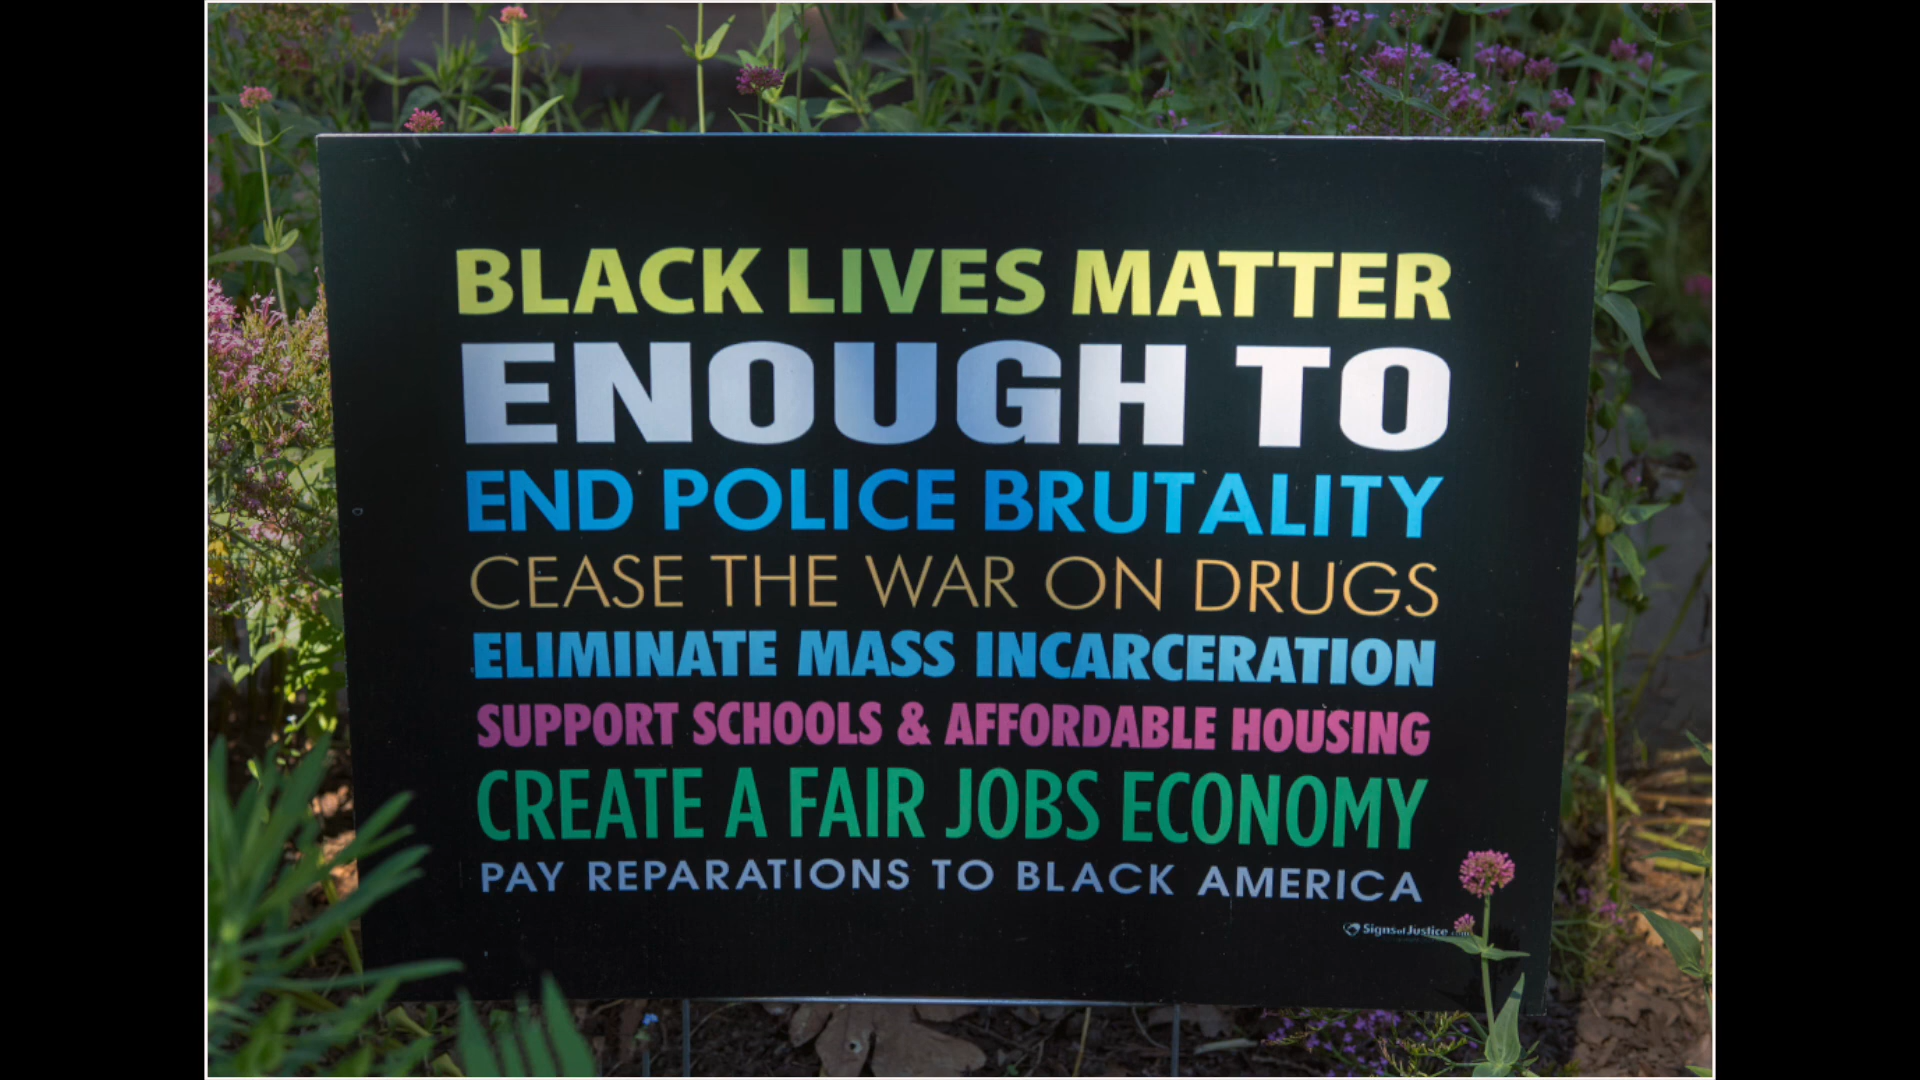 BLACK LIVES MATTER
ENOUGH TO
END POLICE BRUTALITY
CEASE THE WAR ON DRUGS
ELIMINATE MASS INCARCERATION
SUPPORT SCHOOLS & AFFORDABLE HOUSING
CREATE A FAIR JOBS ECONOMY
PAY REPARATIONS TO BLACK AMERICA
SignsofJustice